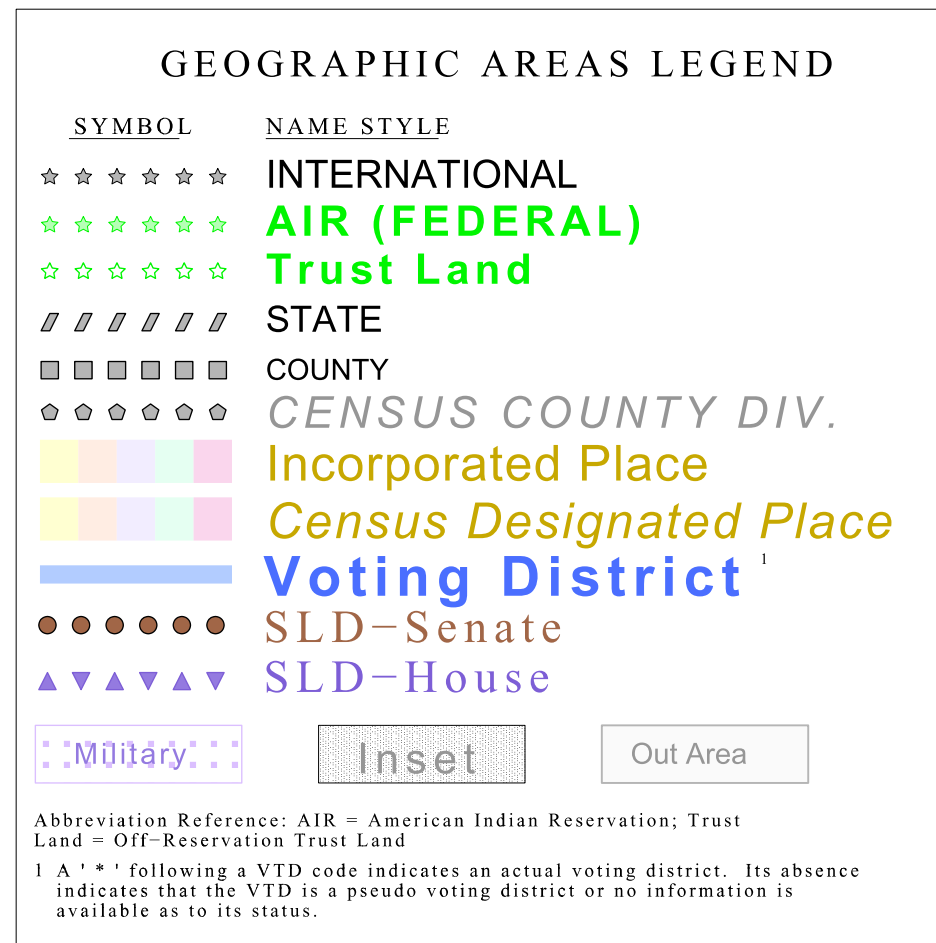 GEOGRAPHIC AREAS LEGEND
SYMBOL NAME STYLE
INTERNATIONAL
AIR (FEDERAL)
Trust Land
STATE
COUNTY
CENSUS COUNTY DIV.
Incorporated Place
Census Designated Place
Voting District 1
SLD−Senate
SLD−House
Military Inset Out Area
Abbreviation Reference: AIR = American Indian Reservation; Trust
Land = Off−Reservation Trust Land
1 A ' * ' following a VTD code indicates an actual voting district. Its absence
indicates that the VTD is a pseudo voting district or no information is
available as to its status.